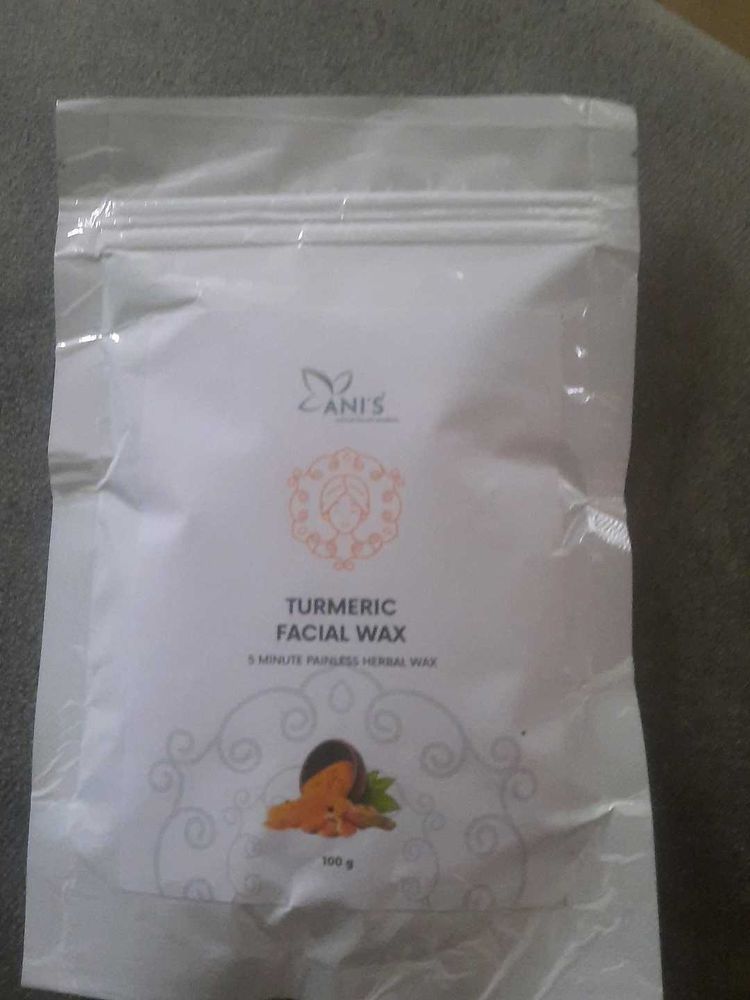 ANI'S
TURMERIC
FACIAL WAX
5 MINUTE PAINLESS HERBAL WAX
100 g